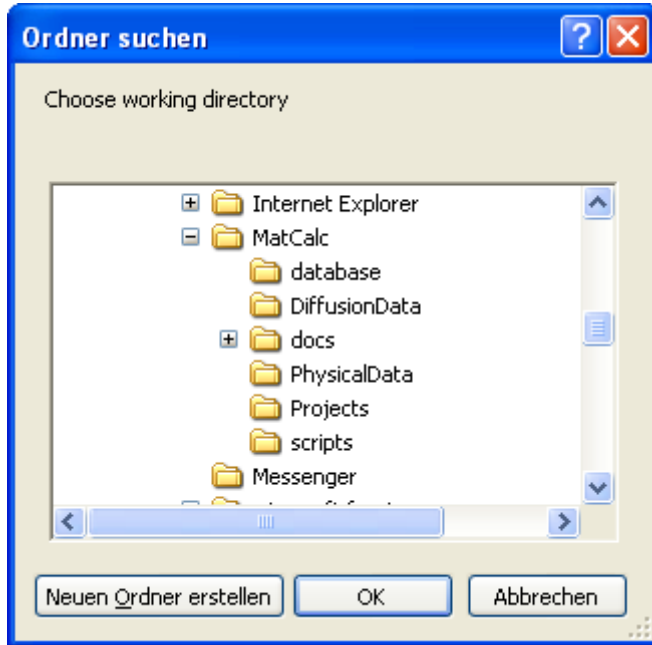 Ordner suchen
Choose working directory
Internet Explorer
MatCalc
database
DiffusionData
docs
PhysicalData
Projects
scripts
Messenger
Neuen Ordner erstellen OK Abbrechen